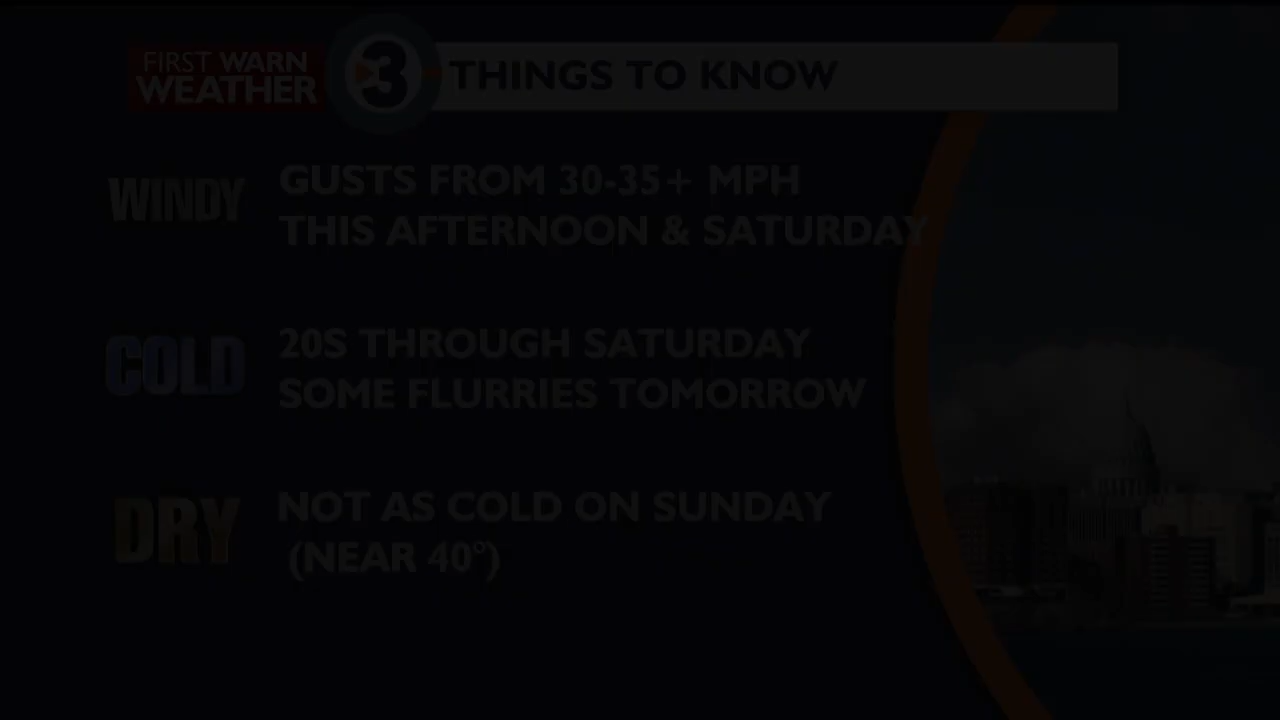 FIRST WARN
WEATHER
3 THINGS TO KNOW
WINDY
GUSTS FROM 30-35+ MPH
THIS AFTERNOON & SATURDAY
COLD
20S THROUGH SATURDAY
SOME FLURRIES TOMORROW
DRY
NOT AS COLD ON SUNDAY
(NEAR 40°)